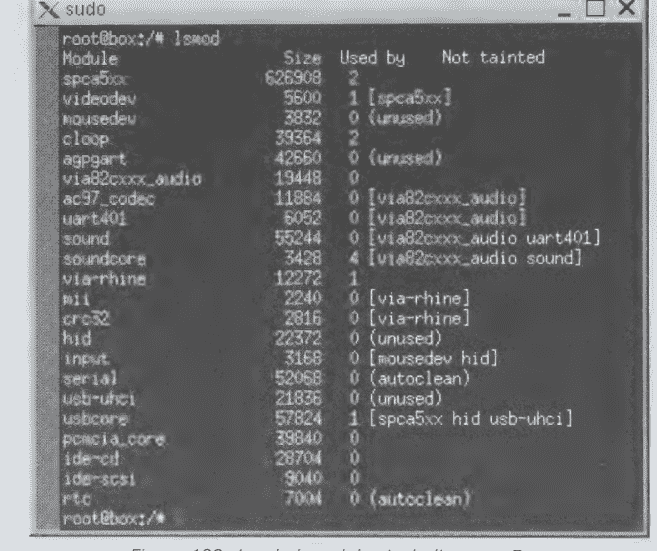 sudo
root@box:/# lsmod
Module Size Used by Not tainted
spca5xx 626908 2
videodev 5600 1 [spca5xx]
mousedev 3832 0 (unused)
cloop 39364 2
agpgart 42660 0 (unused)
via82cxxx_audio 19448 0
ac97_codec 11884 0 [via82cxxx_audio]
uart401 6052 0 [via82cxxx_audio]
sound 55244 0 [via82cxxx_audio uart401]
soundcore 3428 4 [via82cxxx_audio sound]
via-rhine 12272 1
mii 2240 0 [via-rhine]
crc32 2816 0 [via-rhine]
hid 22372 0 (unused)
input 3168 0 [mousedev hid]
serial 52068 0 (autoclean)
usb-uhci 21836 0 (unused)
usbcore 57824 1 [spca5xx hid usb-uhci]
pcmcia_core 39840 0
ide-cd 28704 0
ide-scsi 9040 0
rtc 7004 0 (autoclean)
root@box:/#